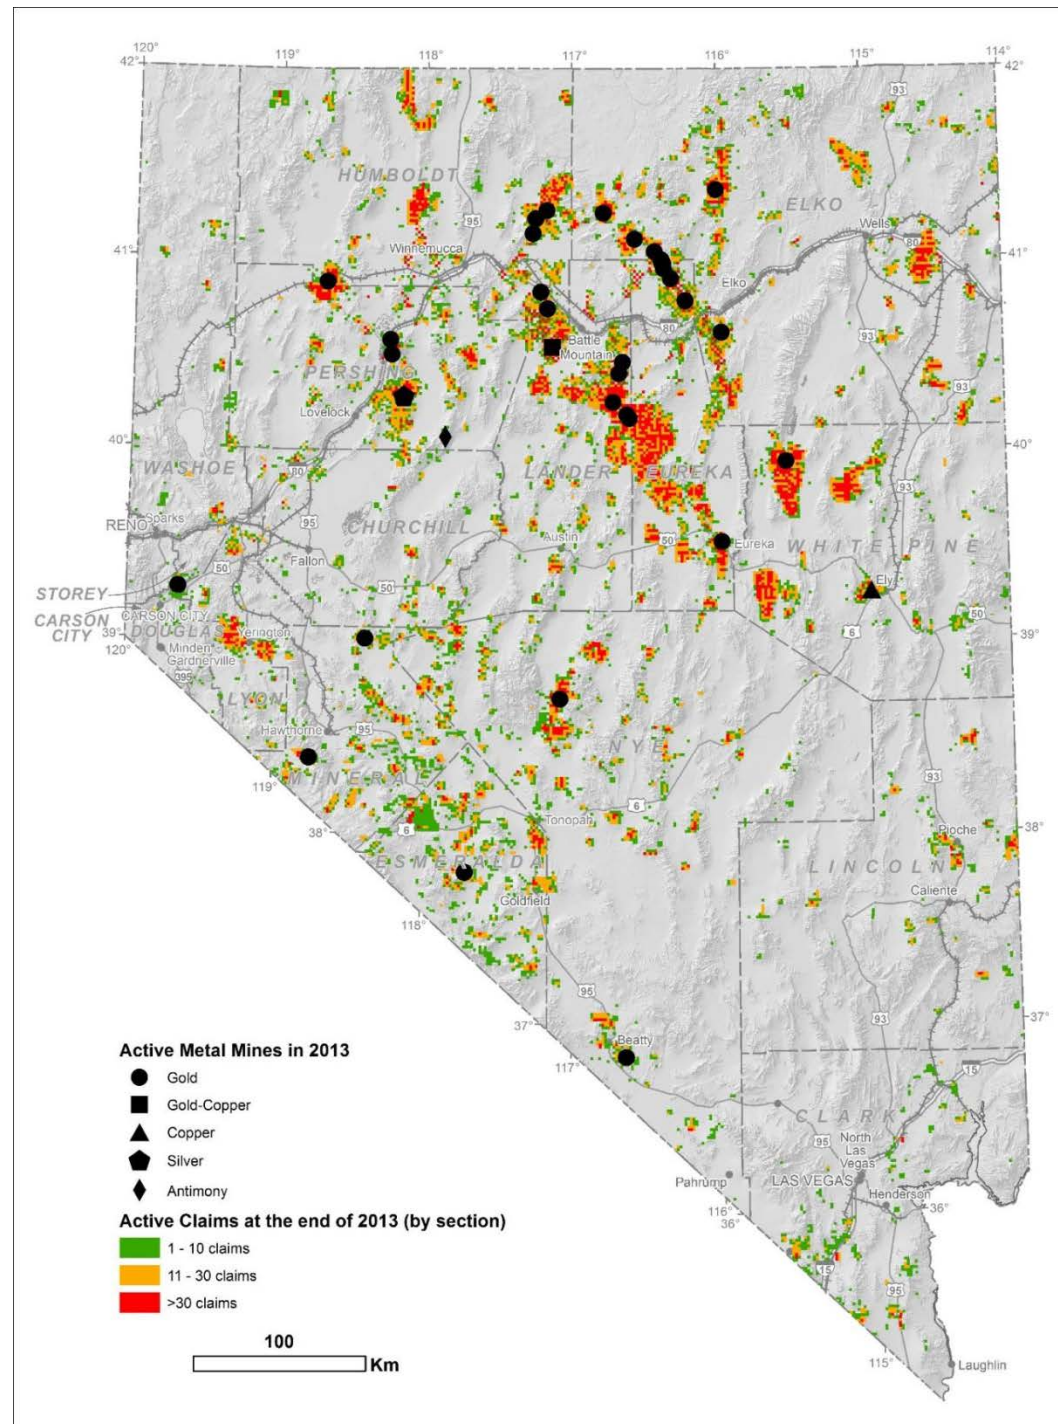 120°
119°
118°
117°
116°
115°
114°
42°
42°
93
HUMBOLDT
ELKO
95
Wells
80
41°
Winnemucca
41°
Elko
93
80
Battle
Mountain
PERSHING
93
Lovelock
40°
40°
WASHOE
LANDER
EUREKA
80
93
95
CHURCHILL
RENO
Sparks
Austin
50
Eureka
WHITE PINE
Fallon
50
50
Ely
STOREY
CARSON
CITY
CARSON CITY
50
39°
DOUGLAS
Yerington
6
39°
120°
Minden
Gardnerville
395
LYON
Hawthorne
95
NYE
MINERAL
93
119°
6
38°
6
Tonopah
Pioche
38°
ESMERALDA
LINCOLN
Caliente
Goldfield
118°
95
93
37°
37°
Beatty
117°
15
CLARK
95
North
Las
Vegas
Pahrump
LAS VEGAS
Henderson
116°
36°
36°
15
95
115°
Laughlin
Active Metal Mines in 2013
Gold
Gold-Copper
Copper
Silver
Antimony
Active Claims at the end of 2013 (by section)
1 - 10 claims
11 - 30 claims
>30 claims
100
Km